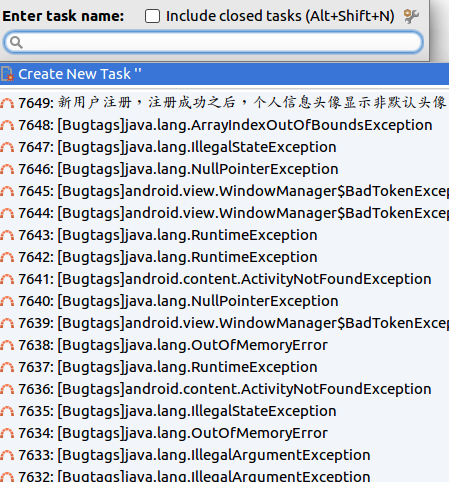 Enter task name: Include closed tasks (Alt+Shift+N)
Create New Task ''
7649: 新用户注册，注册成功之后，个人信息头像显示非默认头像
7648: [Bugtags]java.lang.ArrayIndexOutOfBoundsException
7647: [Bugtags]java.lang.IllegalStateException
7646: [Bugtags]java.lang.NullPointerException
7645: [Bugtags]android.view.WindowManager$BadTokenExcep
7644: [Bugtags]android.view.WindowManager$BadTokenExcep
7643: [Bugtags]java.lang.RuntimeException
7642: [Bugtags]java.lang.RuntimeException
7641: [Bugtags]android.content.ActivityNotFoundException
7640: [Bugtags]java.lang.NullPointerException
7639: [Bugtags]android.view.WindowManager$BadTokenExcep
7638: [Bugtags]java.lang.OutOfMemoryError
7637: [Bugtags]java.lang.RuntimeException
7636: [Bugtags]android.content.ActivityNotFoundException
7635: [Bugtags]java.lang.IllegalStateException
7634: [Bugtags]java.lang.OutOfMemoryError
7633: [Bugtags]java.lang.IllegalArgumentException
7632: [Bugtags]java.lang.IllegalArgumentException